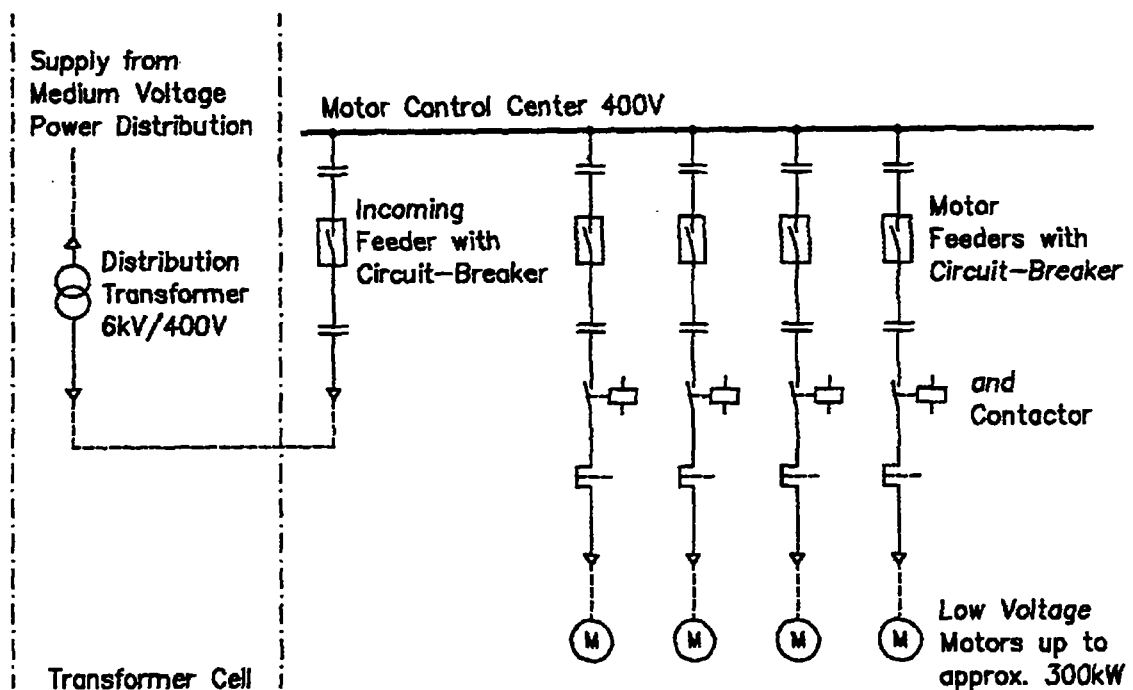 Supply from
Medium Voltage
Power Distribution
Motor Control Center 400V
Incoming
Feeder with
Circuit-Breaker
Motor
Feeders with
Circuit-Breaker
Distribution
Transformer
6kV/400V
and
Contactor
M
M
M
M
Low Voltage
Motors up to
approx. 300kW
Transformer Cell